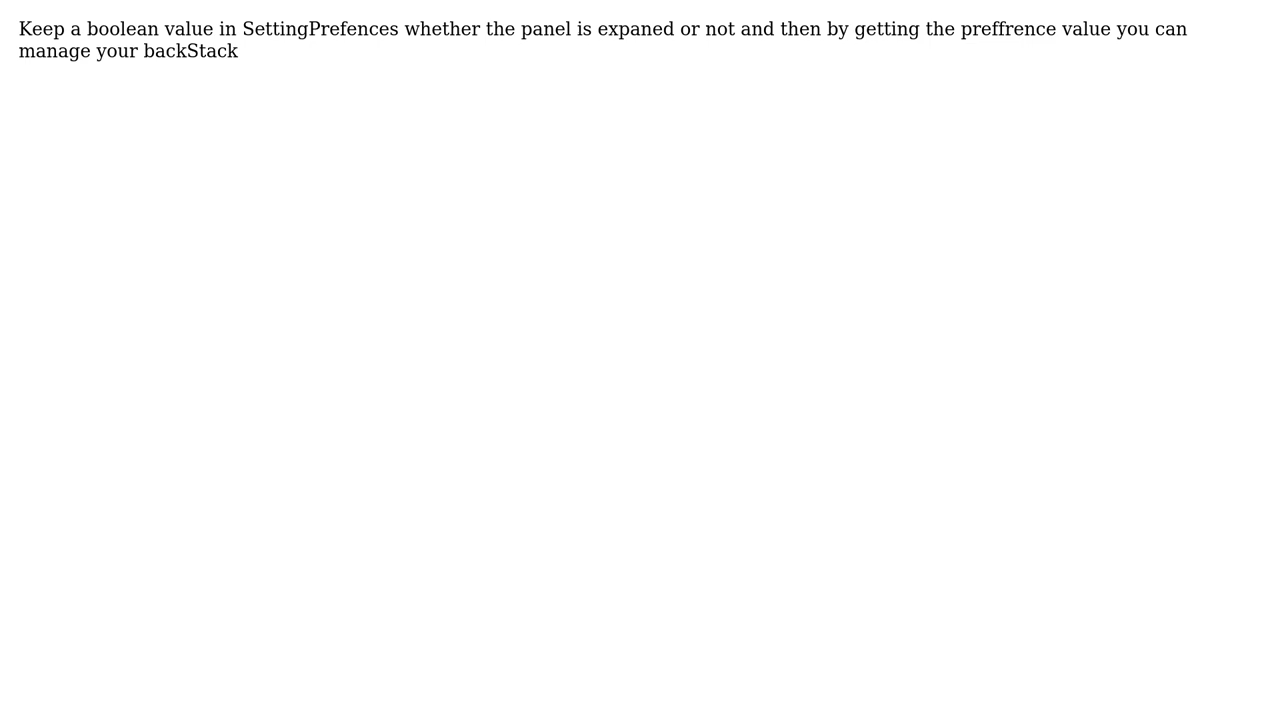 Keep a boolean value in SettingPrefences whether the panel is expaned or not and then by getting the preffrence value you can
manage your backStack